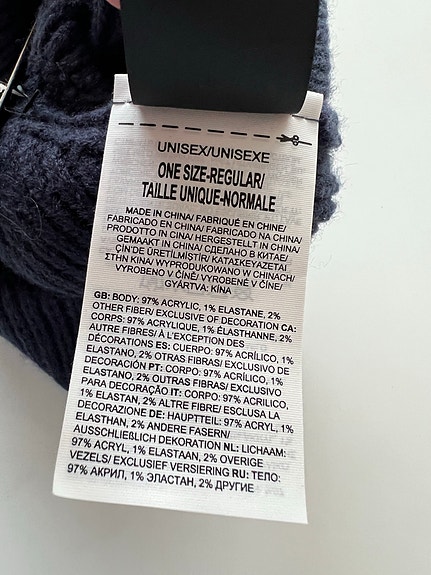 UNISEX/UNISEXE
ONE SIZE-REGULAR/
TAILLE UNIQUE-NORMALE
MADE IN CHINA/ FABRIQUÉ EN CHINE/
FABRICADO EN CHINA/ FABRICADO NA CHINA/
PRODOTTO IN CINA/ HERGESTELLT IN CHINA/
GEMAAKT IN CHINA/ СДЕЛАНО В КИТАЕ/
ÇİN'DE ÜRETİLMİŞTİR/ ΚΑΤΑΣΚΕΥΑΖΕΤΑΙ
ΣΤΗΝ ΚΙΝΑ/ WYPRODUKOWANO W CHINACH/
VYROBENO V ČÍNĚ/ VYROBENÉ V ČÍNE/
GYÁRTVA: KÍNA
GB: BODY: 97% ACRYLIC, 1% ELASTANE, 2%
OTHER FIBER/ EXCLUSIVE OF DECORATION CA:
CORPS: 97% ACRYLIQUE, 1% ÉLASTHANNE, 2%
AUTRE FIBRES/ À L'EXCEPTION DES
DÉCORATIONS ES: CUERPO: 97% ACRÍLICO, 1%
ELASTANO, 2% OTRAS FIBRAS/ EXCLUSIVO DE
DECORACIÓN PT: CORPO: 97% ACRÍLICO, 1%
ELASTANO, 2% OUTRAS FIBRAS/ EXCLUSIVO
PARA DECORAÇÃO IT: CORPO: 97% ACRILICO,
1% ELASTAN, 2% ALTRE FIBRE/ ESCLUSA LA
DECORAZIONE DE: HAUPTTEIL: 97% ACRYL, 1%
ELASTHAN, 2% ANDERE FASERN/
AUSSCHLIEẞLICH DEKORATION NL: LICHAAM:
97% ACRYL, 1% ELASTAAN, 2% OVERIGE
VEZELS/ EXCLUSIEF VERSIERING RU: ТЕЛО:
97% АКРИЛ, 1% ЭЛАСТАН, 2% ДРУГИЕ